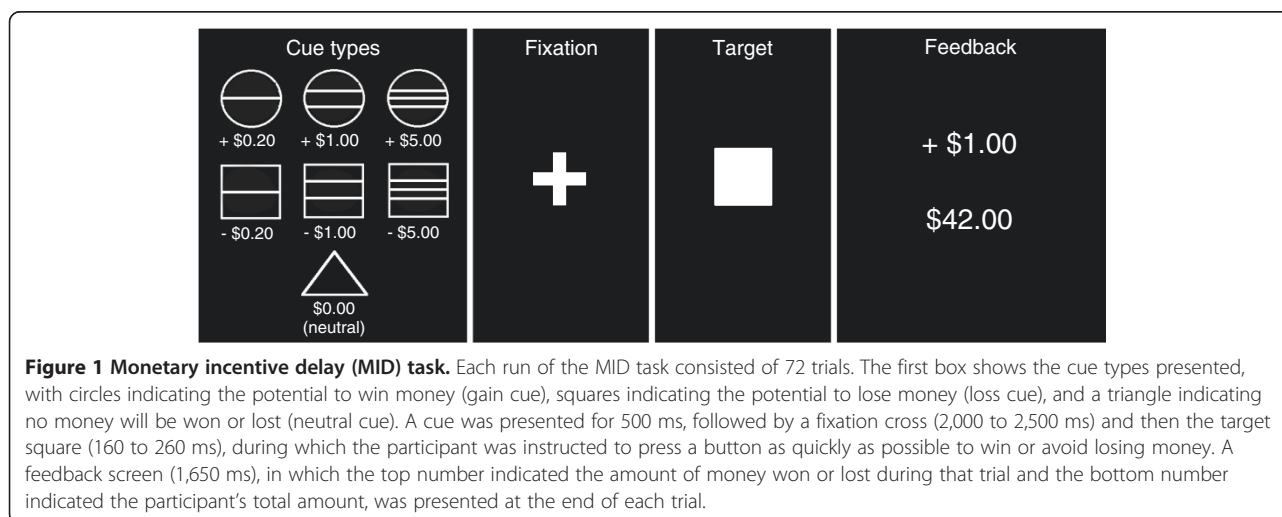 Cue types Fixation Target Feedback
+ $0.20 + $1.00 + $5.00
- $0.20 - $1.00 - $5.00
$0.00
(neutral)
+ $1.00
$42.00
Figure 1 Monetary incentive delay (MID) task. Each run of the MID task consisted of 72 trials. The first box shows the cue types presented,
with circles indicating the potential to win money (gain cue), squares indicating the potential to lose money (loss cue), and a triangle indicating
no money will be won or lost (neutral cue). A cue was presented for 500 ms, followed by a fixation cross (2,000 to 2,500 ms) and then the target
square (160 to 260 ms), during which the participant was instructed to press a button as quickly as possible to win or avoid losing money. A
feedback screen (1,650 ms), in which the top number indicated the amount of money won or lost during that trial and the bottom number
indicated the participant's total amount, was presented at the end of each trial.